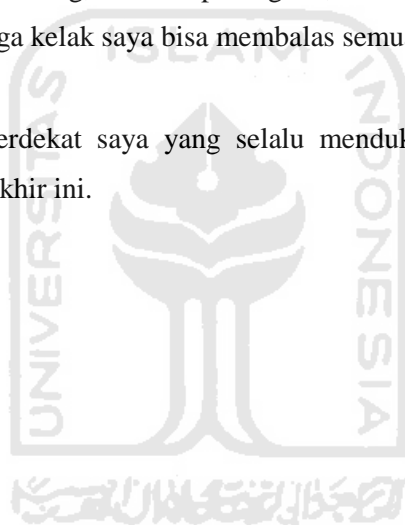 ga kelak saya bisa membalas semu
erdekat saya yang selalu menduk
khir ini.
ISLAM
UNIVERSITAS
INDONESIA